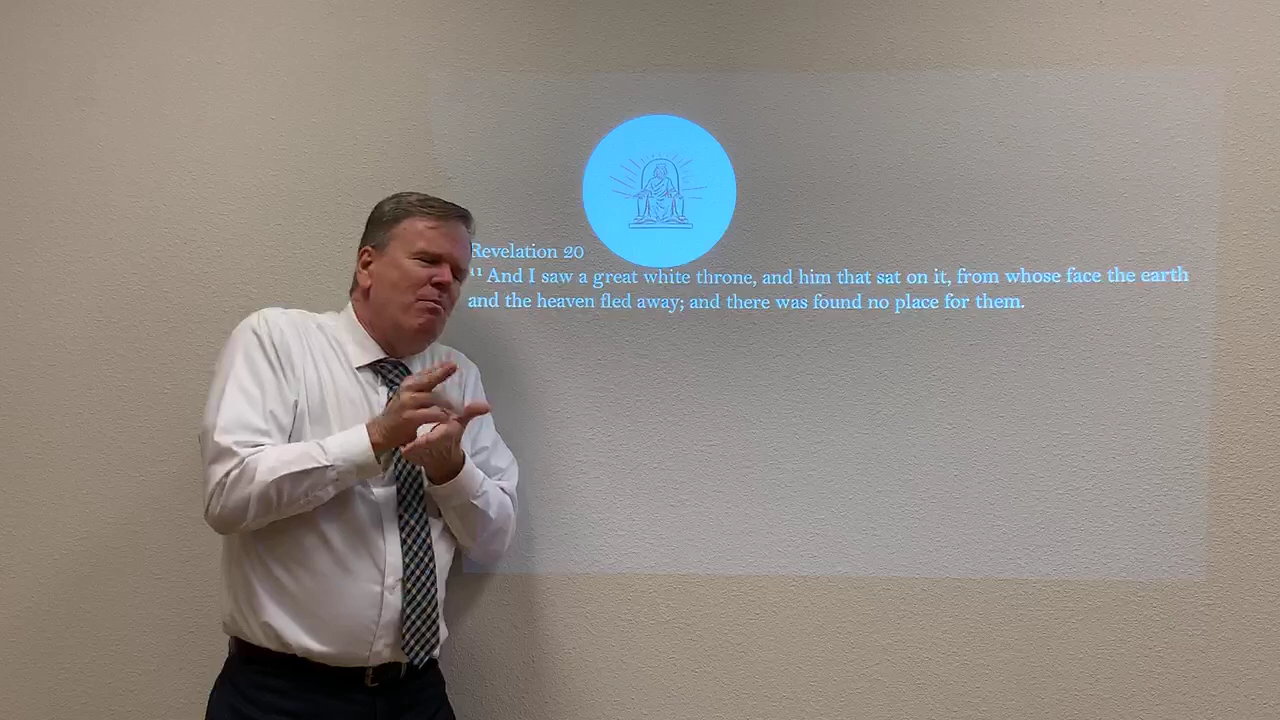 Revelation 20
¹¹ And I saw a great white throne, and him that sat on it, from whose face the earth
and the heaven fled away; and there was found no place for them.